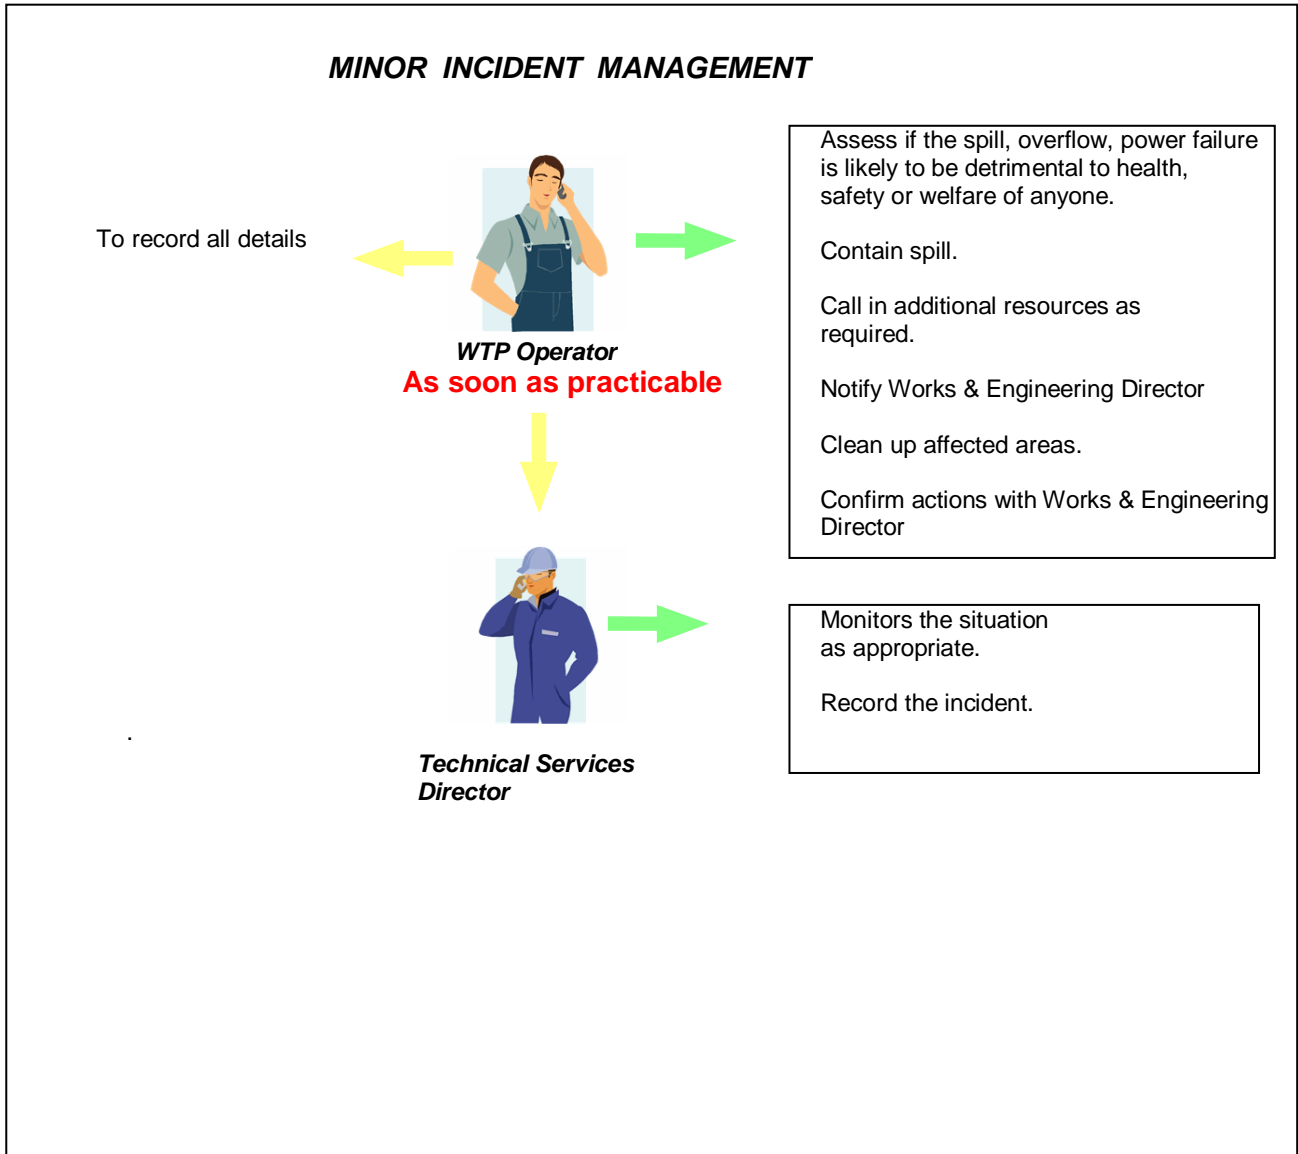 MINOR INCIDENT MANAGEMENT
To record all details
WTP Operator
As soon as practicable
Assess if the spill, overflow, power failure
is likely to be detrimental to health,
safety or welfare of anyone.
Contain spill.
Call in additional resources as
required.
Notify Works & Engineering Director
Clean up affected areas.
Confirm actions with Works & Engineering
Director
Technical Services
Director
Monitors the situation
as appropriate.
Record the incident.
.